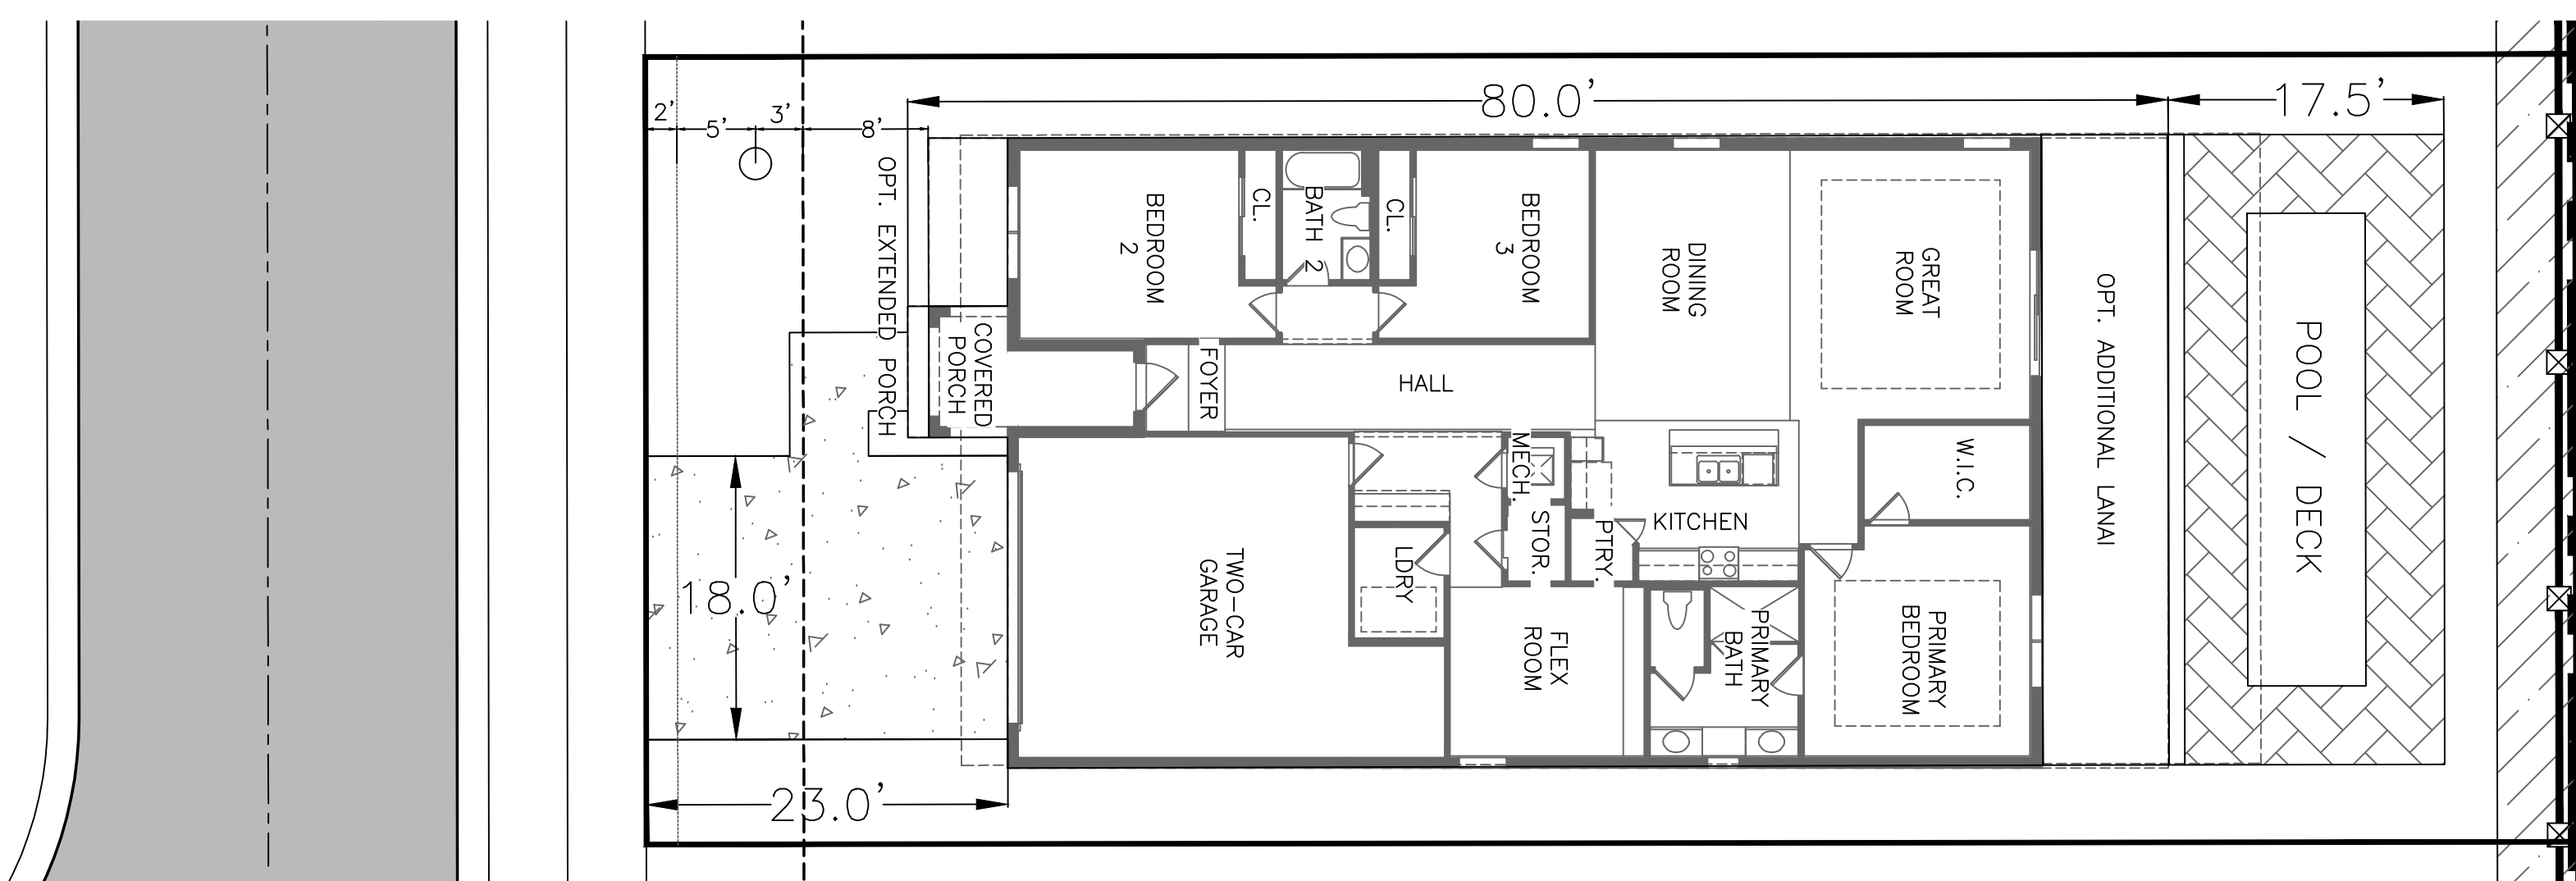 80.0'
17.5'
2'
5'
3'
8'
OPT. EXTENDED PORCH
BEDROOM
2
CL.
BATH 2
CL.
BEDROOM
3
DINING
ROOM
GREAT
ROOM
OPT. ADDITIONAL LANAI
POOL / DECK
COVERED
PORCH
FOYER
HALL
MECH.
STOR.
PTRY.
KITCHEN
W.I.C.
18.0'
TWO-CAR
GARAGE
LDRY
FLEX
ROOM
PRIMARY
BATH
PRIMARY
BEDROOM
23.0'